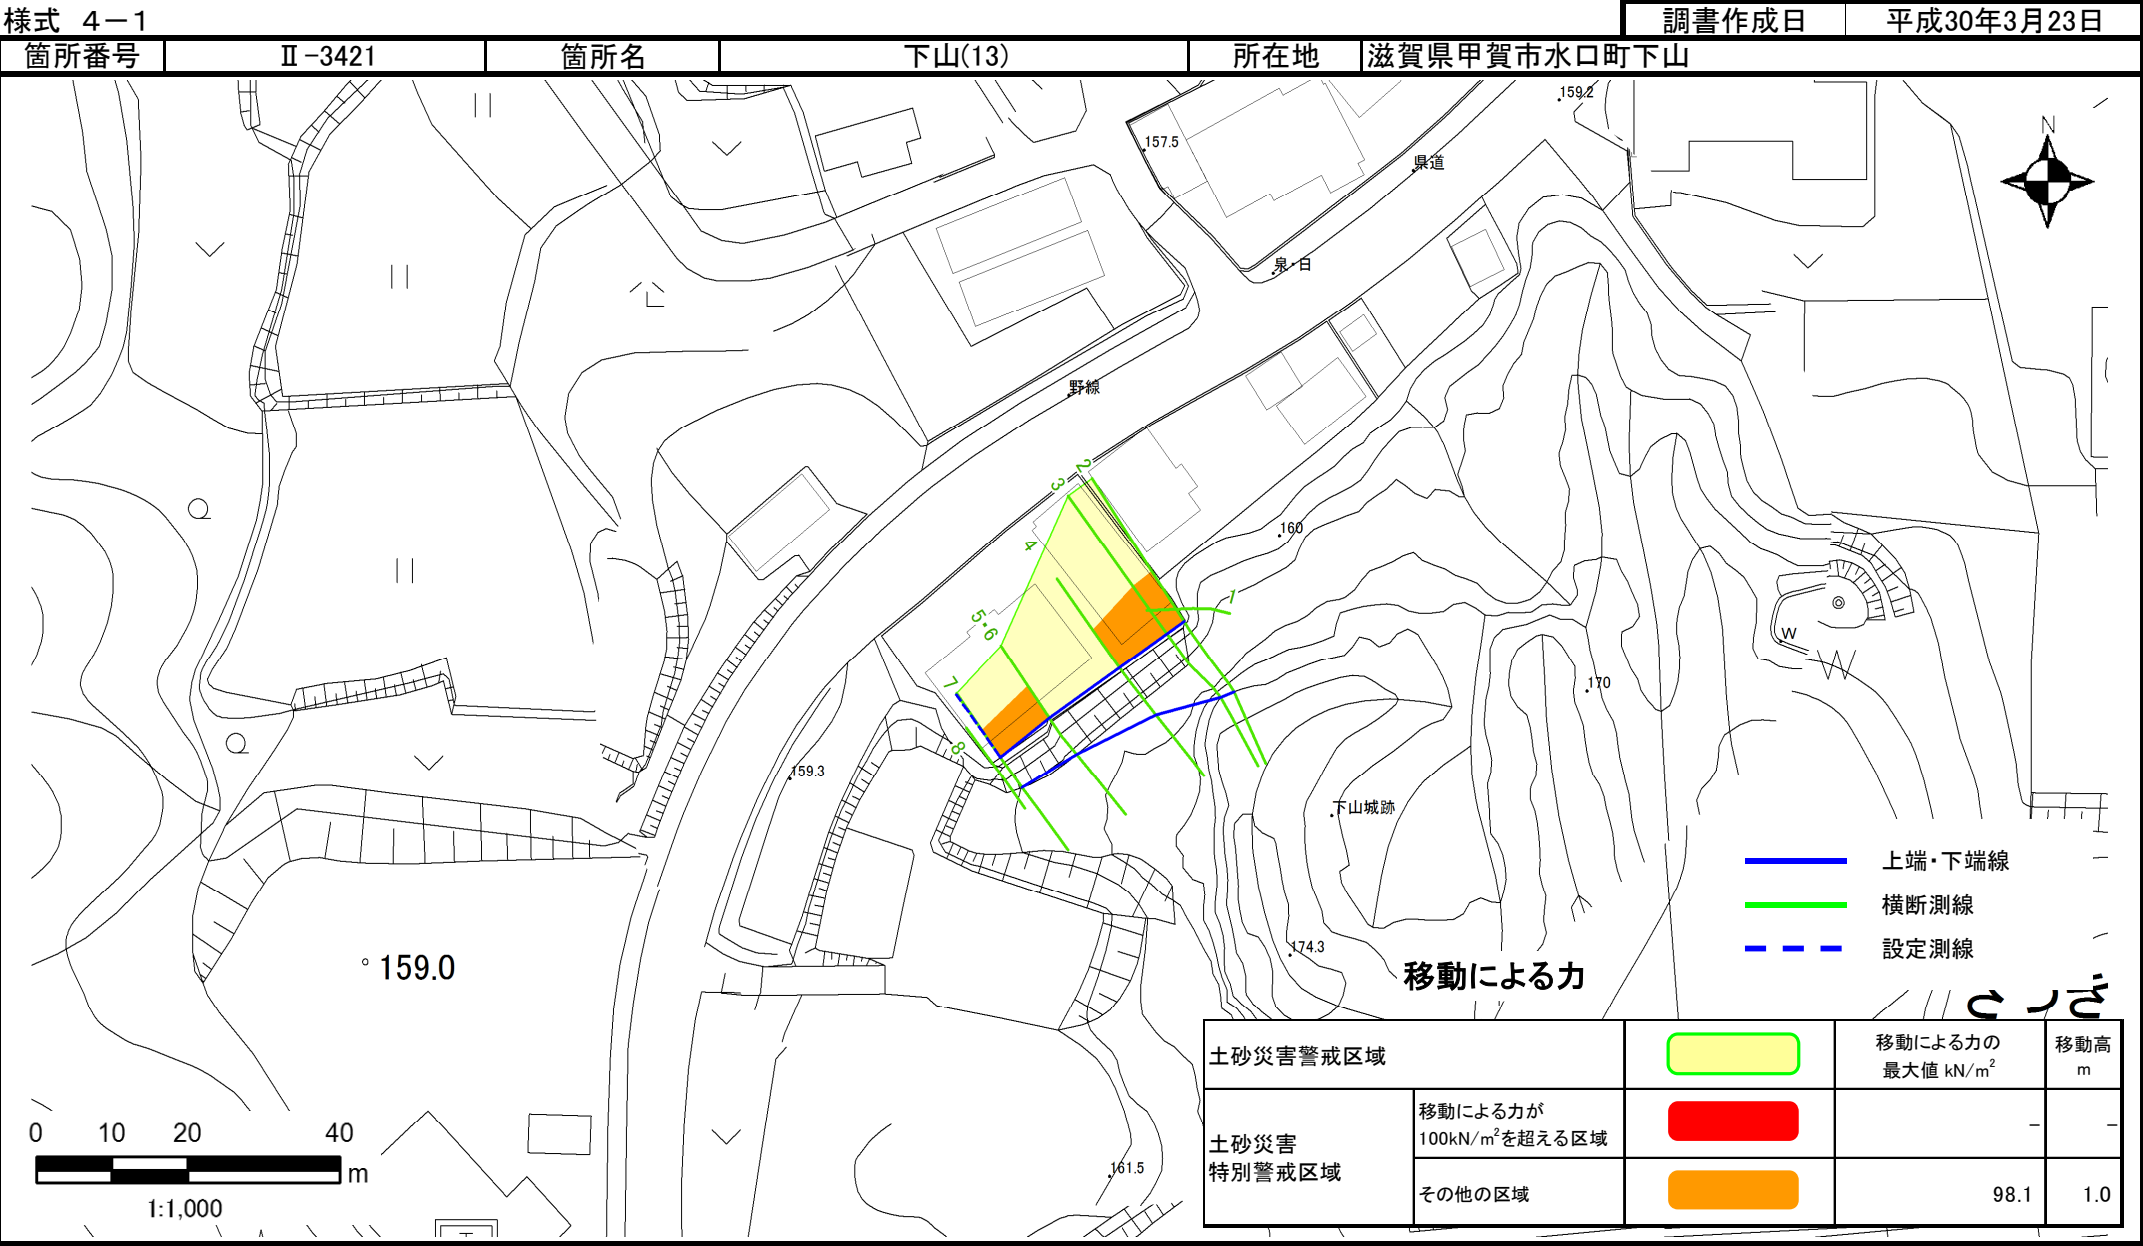 様式 4-1
調書作成日 平成30年3月23日
箇所番号 Ⅱ-3421 箇所名 下山(13) 所在地 滋賀県甲賀市水口町下山
159.2
157.5
県道
N
泉・日
野線
2
3
4
160
1
5・6
7
8
W
170
159.3
下山城跡
上端・下端線
横断測線
設定測線
174.3
159.0
移動による力
土砂災害警戒区域
移動による力の
最大値 kN/m²
移動高
m
土砂災害
特別警戒区域
移動による力が
100kN/m²を超える区域
- -
その他の区域 98.1 1.0
161.5
0 10 20 40
m
1:1,000